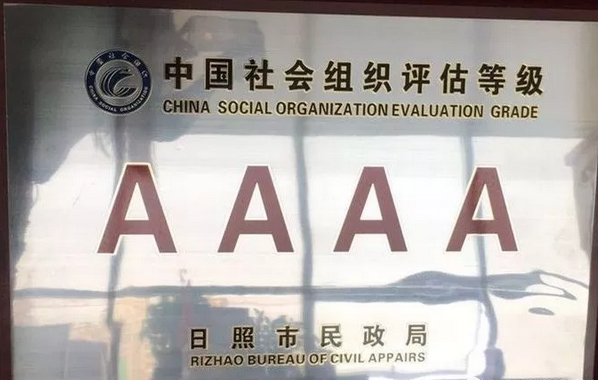 中国社会组织评估等级
CHINA SOCIAL ORGANIZATION EVALUATION GRADE
AAAA
日照市民政局
RIZHAO BUREAU OF CIVIL APPAIRS